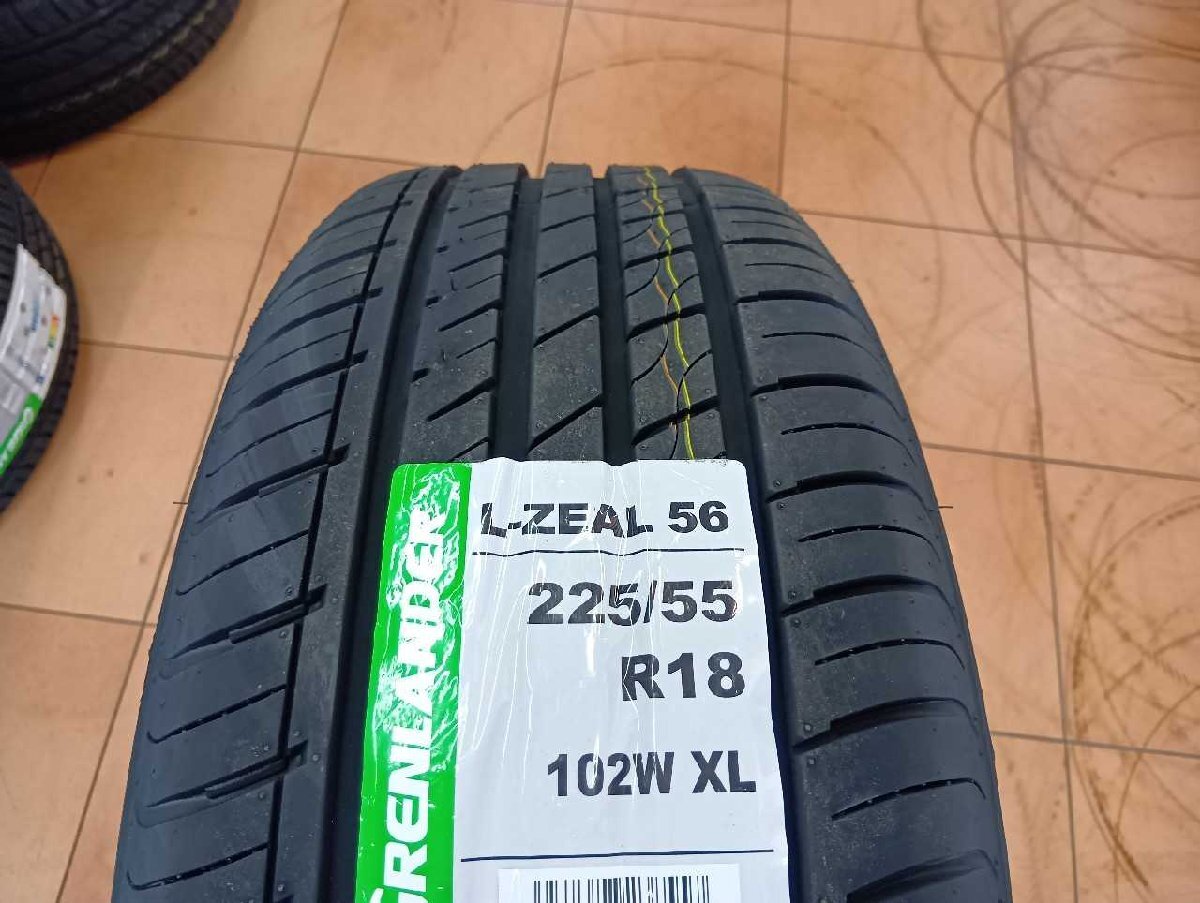 GRENLANDER
L-ZEAL 56
225/55
R18
102W XL